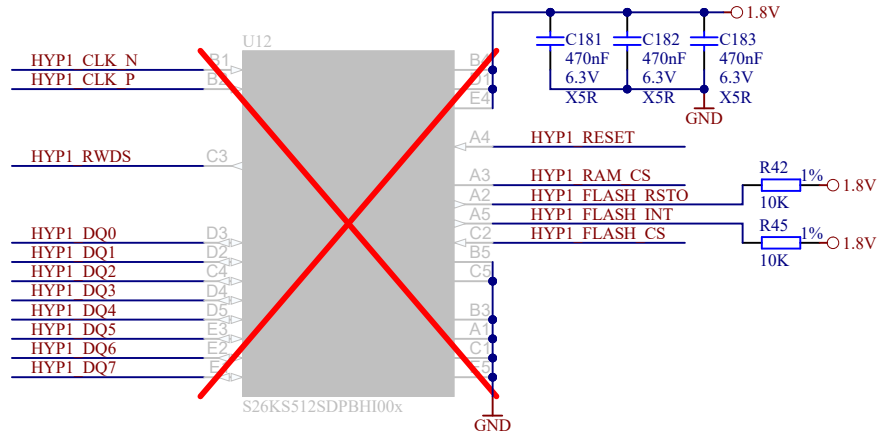 U12
HYP1_CLK_N B1
HYP1_CLK_P B2
HYP1_RWDS C3
HYP1_DQ0 D3
HYP1_DQ1 D2
HYP1_DQ2 C4
HYP1_DQ3 D4
HYP1_DQ4 D5
HYP1_DQ5 E3
HYP1_DQ6 E2
HYP1_DQ7
S26KS512SDPBHI00x
B4
D1
E4
A4 HYP1_RESET
A3 HYP1_RAM_CS
A2 HYP1_FLASH_RSTO
A5 HYP1_FLASH_INT
C2 HYP1_FLASH_CS
B5
C5
B3
A1
C1
E5
GND
1.8V
C181
470nF
6.3V
X5R
C182
470nF
6.3V
X5R
C183
470nF
6.3V
X5R
GND
R42 1%
10K
1.8V
R45 1%
10K
1.8V